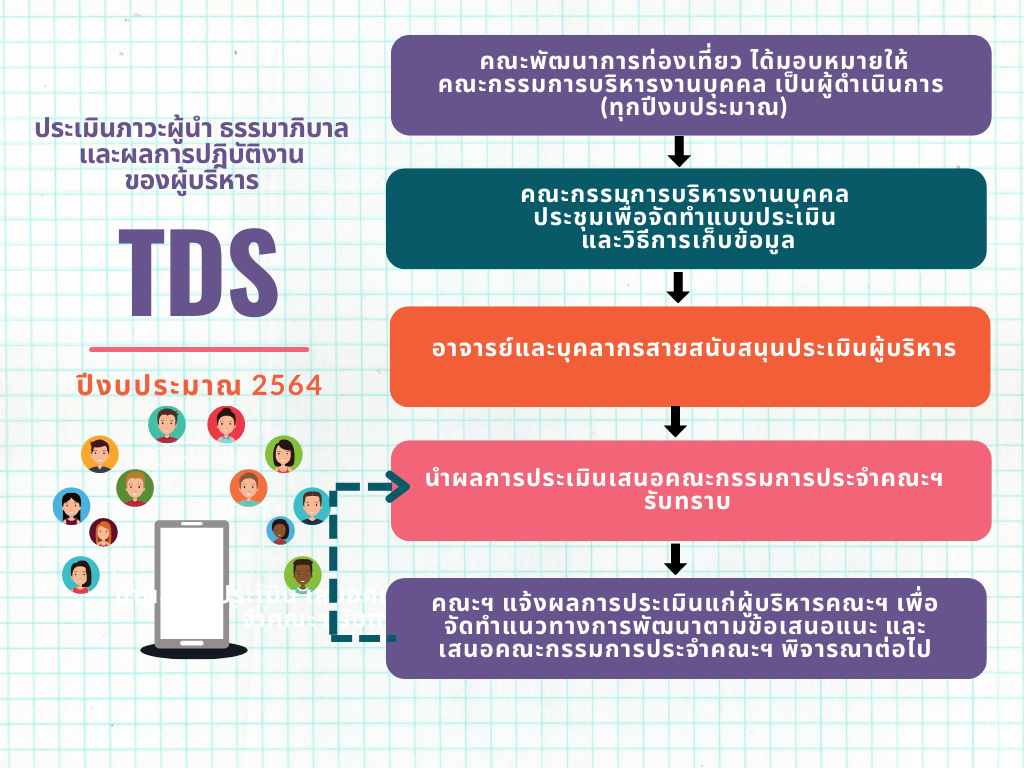 ประเมินภาวะผู้นำ ธรรมาภิบาล
และผลการปฎิบัติงาน
ของผู้บริหาร
TDS
ปีงบประมาณ 2564
คณะพัฒนาการท่องเที่ยว ได้มอบหมายให้
คณะกรรมการบริหารงานบุคคล เป็นผู้ดำเนินการ
(ทุกปีงบประมาณ)
คณะกรรมการบริหารงานบุคคล
ประชุมเพื่อจัดทำแบบประเมิน
และวิธีการเก็บข้อมูล
อาจารย์และบุคลากรสายสนับสนุนประเมินผู้บริหาร
นำผลการประเมินเสนอคณะกรรมการประจำคณะฯ
รับทราบ
คณะฯ แจ้งผลการประเมินแก่ผู้บริหารคณะฯ เพื่อ
จัดทำแนวทางการพัฒนาตามข้อเสนอแนะ และ
เสนอคณะกรรมการประจำคณะฯ พิจารณาต่อไป